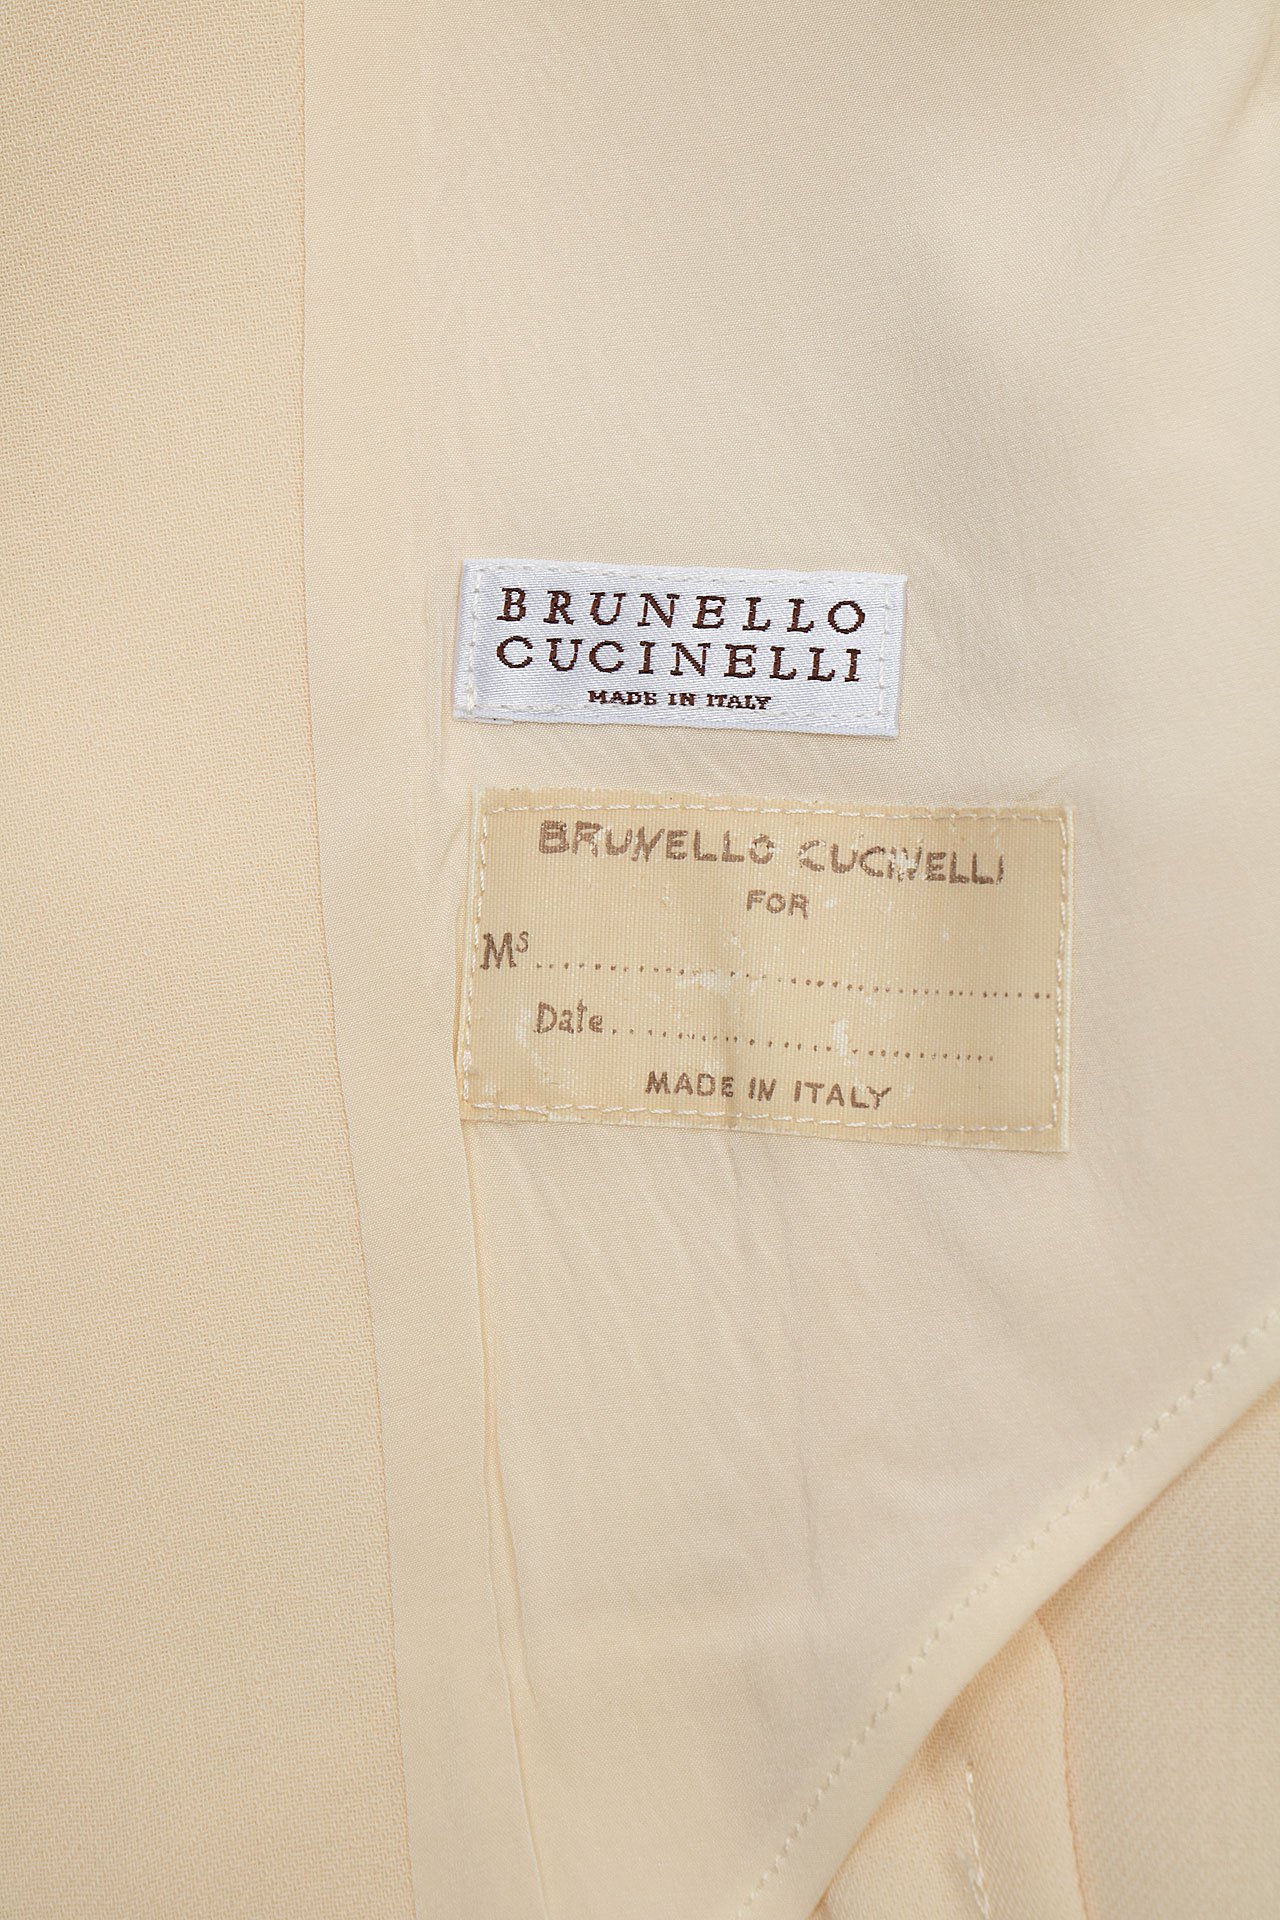 BRUNELLO
CUCINELLI
MADE IN ITALY
BRUNELLO CUCINELLI
FOR
Ms..........................................
Date..............................
MADE IN ITALY